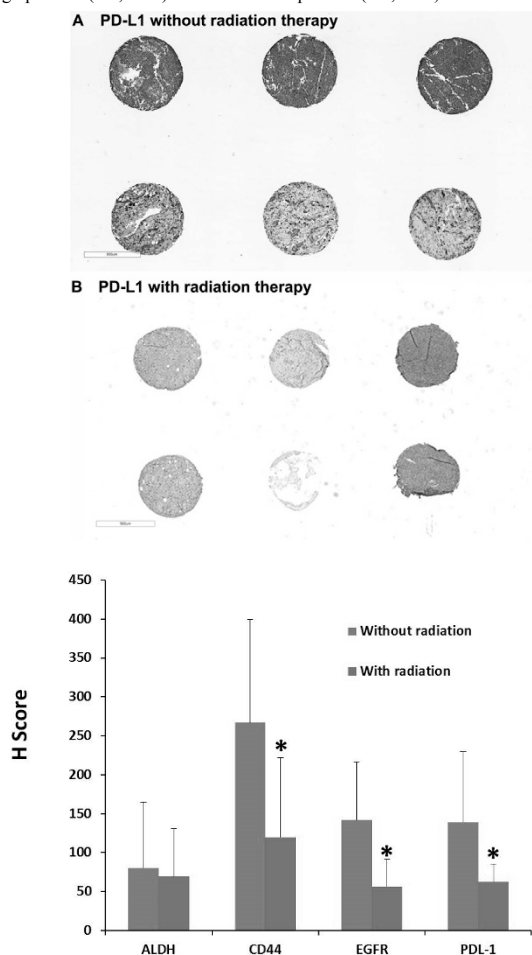 A PD-L1 without radiation therapy
B PD-L1 with radiation therapy
450
400
350
300
250
200
150
100
50
0
H Score
Without radiation
With radiation
*
*
*
ALDH
CD44
EGFR
PDL-1